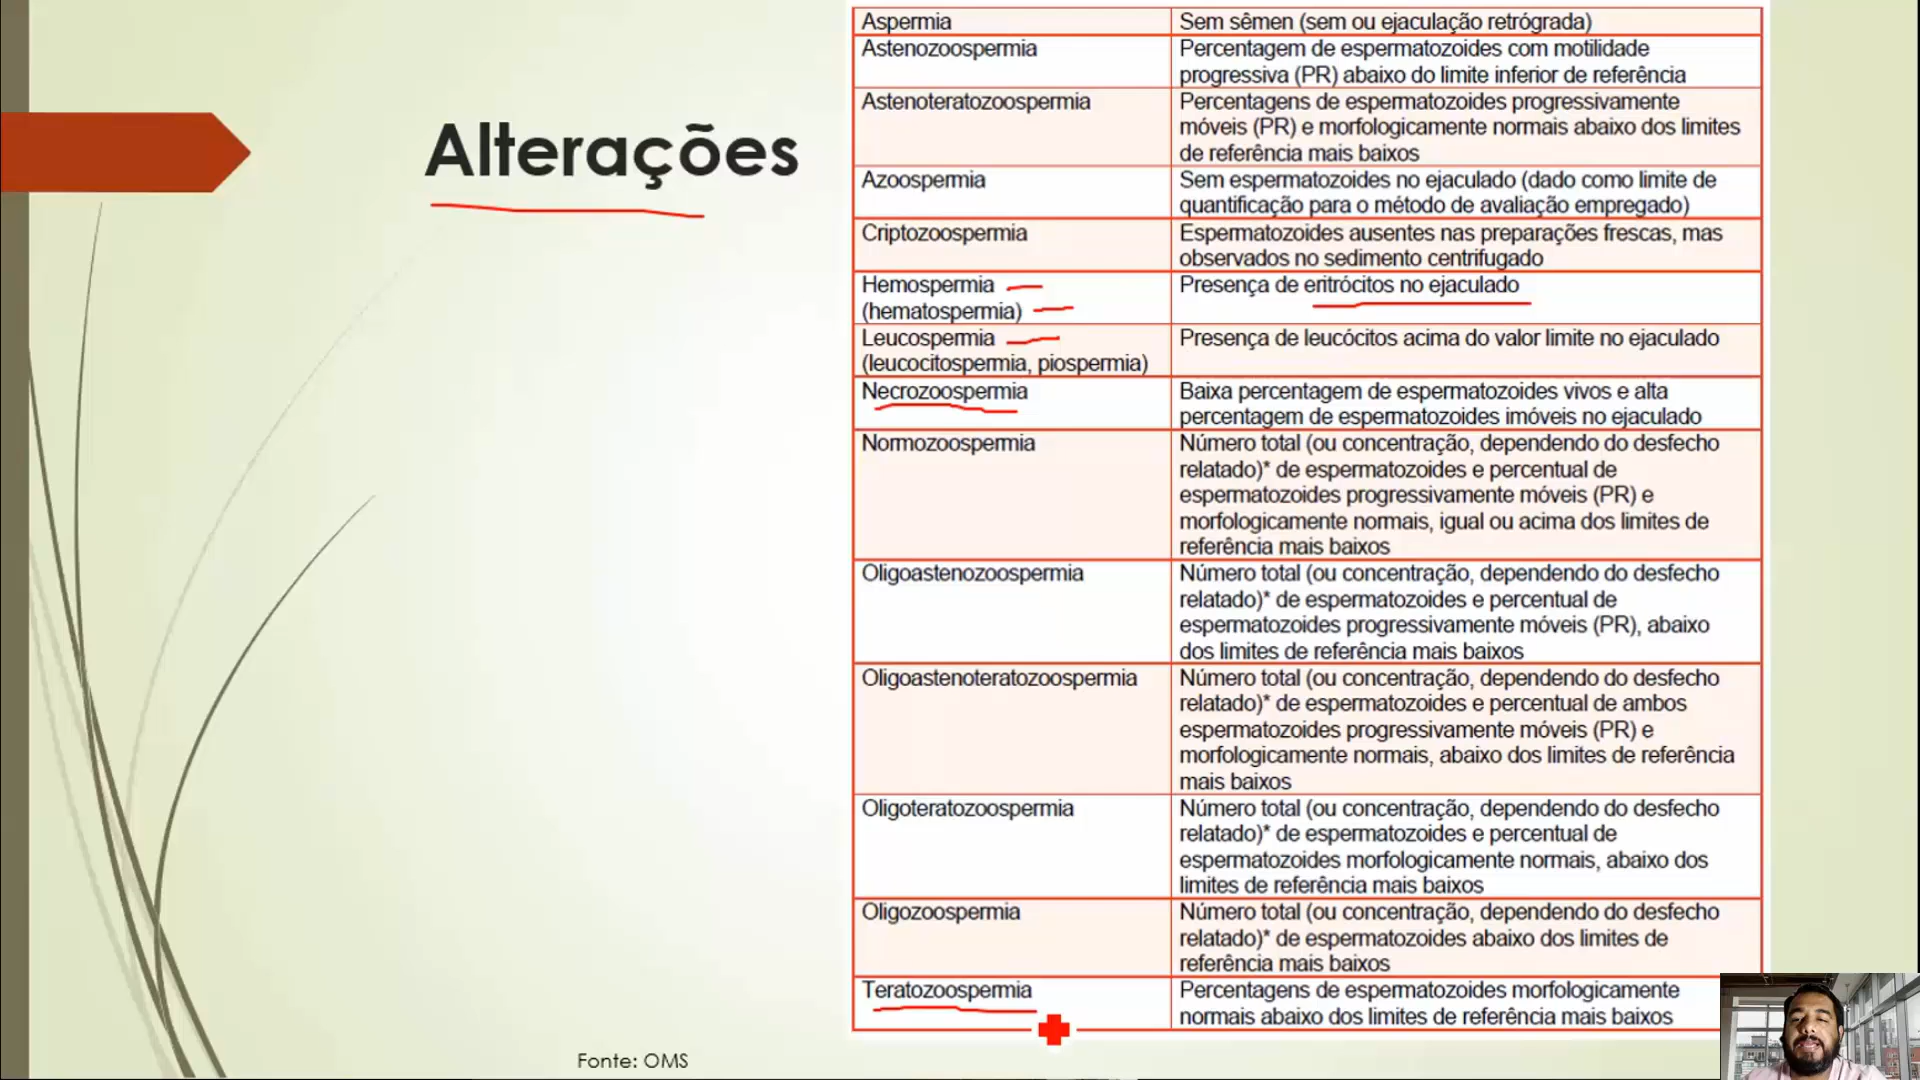 Alterações
Aspermia
Sem sêmen (sem ou ejaculação retrógrada)
Astenozoospermia
Percentagem de espermatozoides com motilidade
progressiva (PR) abaixo do limite inferior de referência
Astenoteratozoospermia
Percentagens de espermatozoides progressivamente
móveis (PR) e morfologicamente normais abaixo dos limites
de referência mais baixos
Azoospermia
Sem espermatozoides no ejaculado (dado como limite de
quantificação para o método de avaliação empregado)
Criptozoospermia
Espermatozoides ausentes nas preparações frescas, mas
observados no sedimento centrifugado
Hemospermia
(hematospermia)
Presença de eritrócitos no ejaculado
Leucospermia
(leucocitospermia, piospermia)
Presença de leucócitos acima do valor limite no ejaculado
Necrozoospermia
Baixa percentagem de espermatozoides vivos e alta
percentagem de espermatozoides imóveis no ejaculado
Normozoospermia
Número total (ou concentração, dependendo do desfecho
relatado)* de espermatozoides e percentual de
espermatozoides progressivamente móveis (PR) e
morfologicamente normais, igual ou acima dos limites de
referência mais baixos
Oligoastenozoospermia
Número total (ou concentração, dependendo do desfecho
relatado)* de espermatozoides e percentual de
espermatozoides progressivamente móveis (PR), abaixo
dos limites de referência mais baixos
Oligoastenoteratozoospermia
Número total (ou concentração, dependendo do desfecho
relatado)* de espermatozoides e percentual de ambos
espermatozoides progressivamente móveis (PR) e
morfologicamente normais, abaixo dos limites de referência
mais baixos
Oligoteratozoospermia
Número total (ou concentração, dependendo do desfecho
relatado)* de espermatozoides e percentual de
espermatozoides morfologicamente normais, abaixo dos
limites de referência mais baixos
Oligozoospermia
Número total (ou concentração, dependendo do desfecho
relatado)* de espermatozoides abaixo dos limites de
referência mais baixos
Teratozoospermia
Percentagens de espermatozoides morfologicamente
normais abaixo dos limites de referência mais baixos
Fonte: OMS